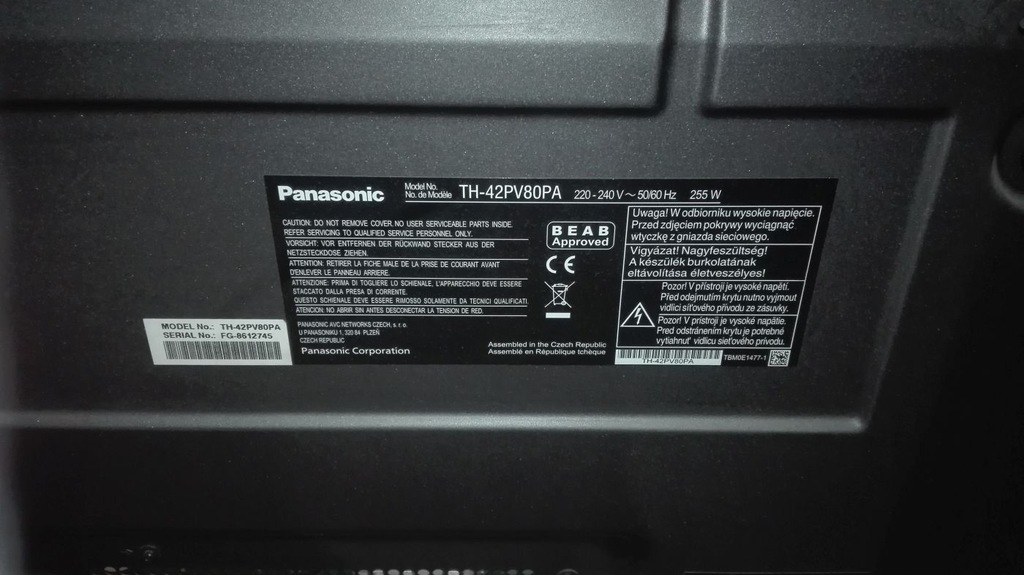 Panasonic Model No. No. de Modèle TH-42PV80PA 220 - 240 V ~ 50/60 Hz 255 W
CAUTION: DO NOT REMOVE COVER. NO USER SERVICEABLE PARTS INSIDE.
REFER SERVICING TO QUALIFIED SERVICE PERSONNEL ONLY.
VORSICHT: VOR ENTFERNEN DER RÜCKWAND STECKER AUS DER
NETZSTECKDOSE ZIEHEN.
ATTENTION: RETIRER LA FICHE MALE DE LA PRISE DE COURANT AVANT
D'ENLEVER LE PANNEAU ARRIERE.
ATTENZIONE: PRIMA DI TOGLIERE LO SCHIENALE, L'APPARECCHIO DEVE ESSERE
STACCATO DALLA PRESA DI CORRENTE.
QUESTO SCHIENALE DEVE ESSERE RIMOSSO SOLAMENTE DA TECNICI QUALIFICATI.
ATENCION: NO ABRIR SIN ANTES DESCONECTAR LA TENSION DE RED.
PANASONIC AVC NETWORKS CZECH, s. r. o.
U PANASONIKU 1, 320 84 PLZEŇ
CZECH REPUBLIC
Panasonic Corporation
BEAB
Approved
CE
Assembled in the Czech Republic
Assemblé en République tchèque
Uwaga! W odbiorniku wysokie napięcie.
Przed zdjęciem pokrywy wyciągnąć
wtyczkę z gniazda sieciowego.
Vigyázat! Nagyfeszültség!
A készülék burkolatának
eltávolítása életveszélyes!
Pozor! V přístroji je vysoké napětí.
Před odejmutím krytu nutno vyjmout
vidlici síťového přívodu ze zásuvky.
Pozor! V prístroji je vysoké napätie.
Pred odstránením krytu je potrebné
vytiahnuť vidlicu sieťového prívodu.
TH-42PV80PA
TBM0E1477-1
MODEL No.: TH-42PV80PA
SERIAL No.: FG-8612745